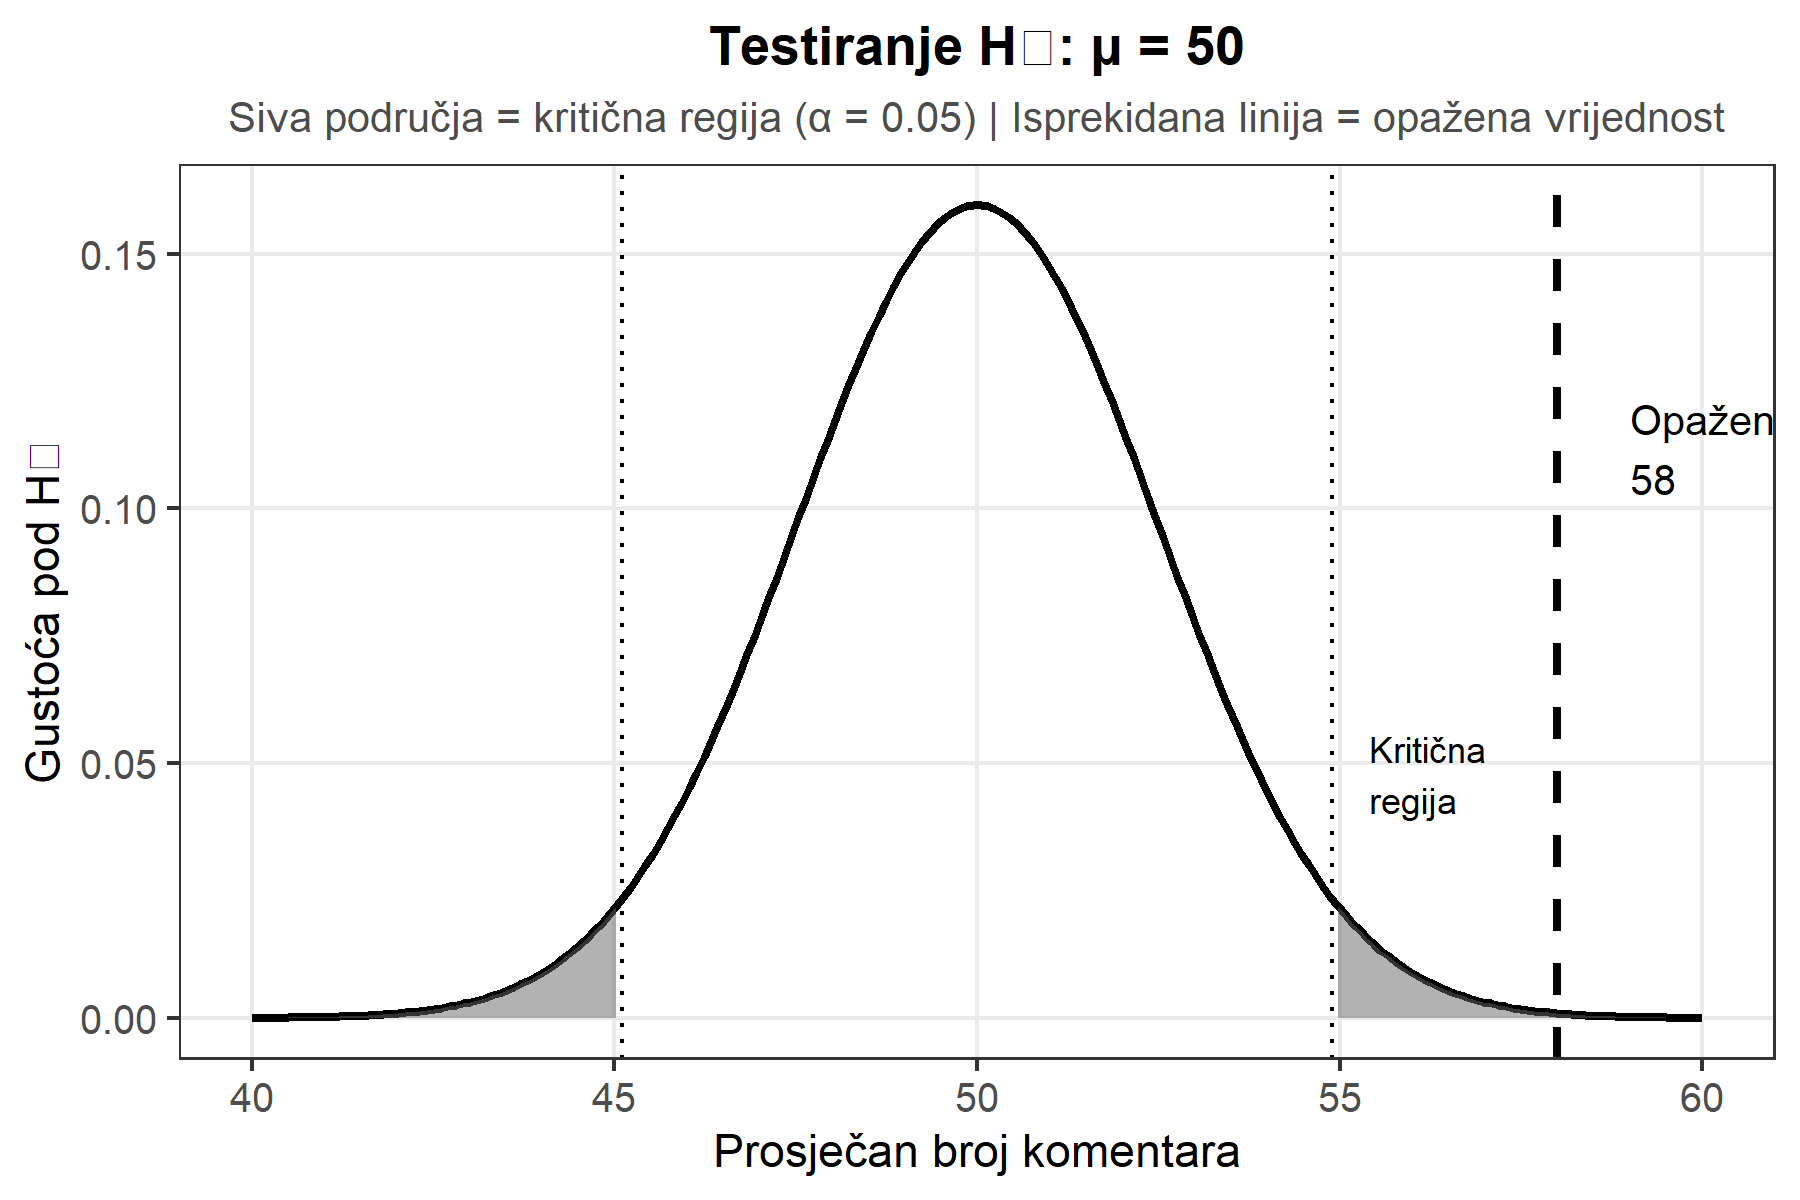 Testiranje H□: μ = 50
Siva područja = kritična regija (α = 0.05) | Isprekidana linija = opažena vrijednost
Gustoća pod H□
0.15
0.10
0.05
0.00
Opažen
58
Kritična
regija
40
45
50
55
60
Prosječan broj komentara